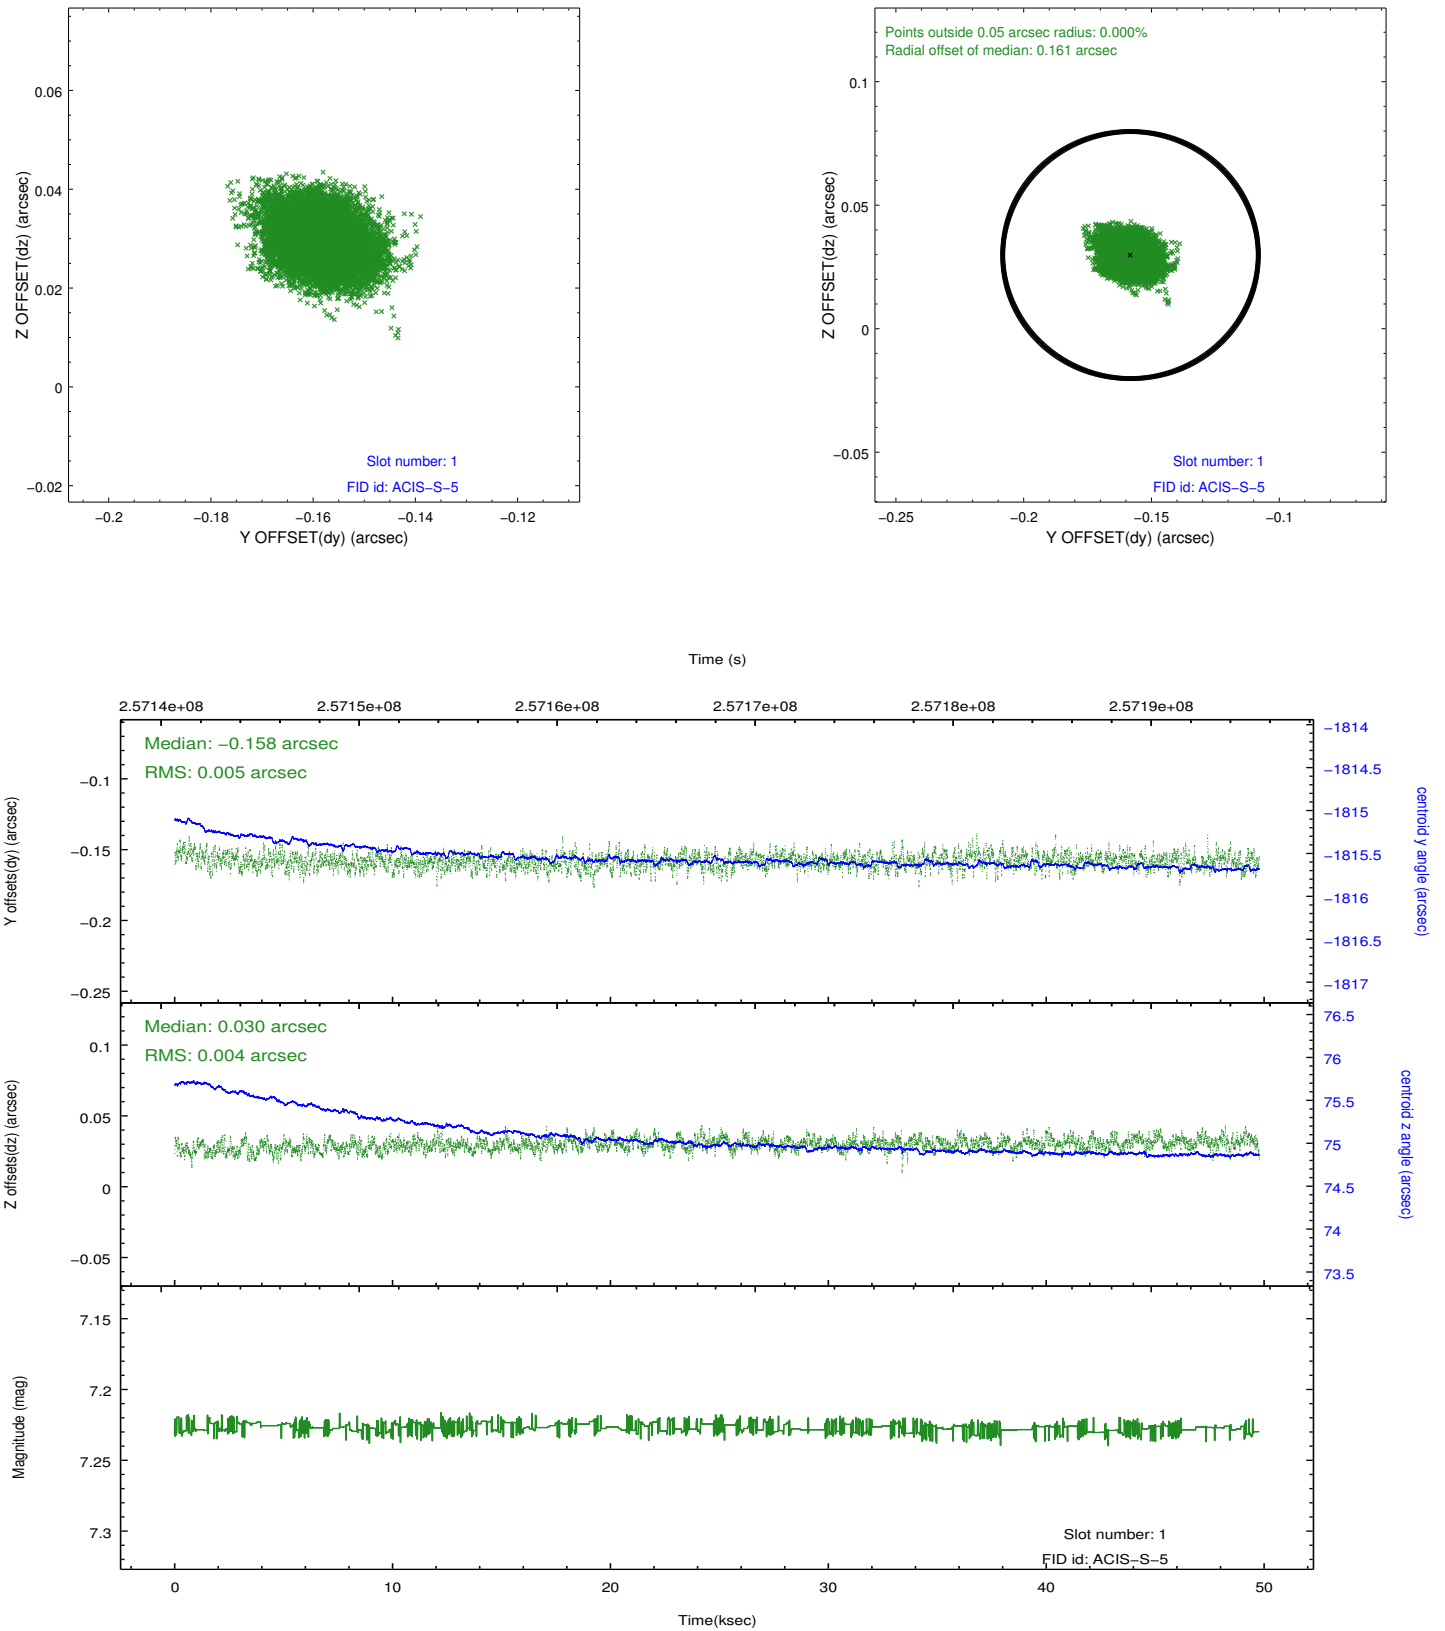 0.06
0.04
0.02
0
−0.02
Z OFFSET(dz) (arcsec)
Slot number: 1
FID id: ACIS−S−5
−0.2 −0.18 −0.16 −0.14 −0.12
Y OFFSET(dy) (arcsec)
Points outside 0.05 arcsec radius: 0.000%
Radial offset of median: 0.161 arcsec
0.1
0.05
0
−0.05
Z OFFSET(dz) (arcsec)
Slot number: 1
FID id: ACIS−S−5
−0.25 −0.2 −0.15 −0.1
Y OFFSET(dy) (arcsec)
Time (s)
2.5714e+08 2.5715e+08 2.5716e+08 2.5717e+08 2.5718e+08 2.5719e+08
Median: −0.158 arcsec
RMS: 0.005 arcsec
−0.1
−0.15
−0.2
−0.25
Y offsets(dy) (arcsec)
−1814
−1814.5
−1815
−1815.5
−1816
−1816.5
−1817
centroid y angle (arcsec)
Median: 0.030 arcsec
RMS: 0.004 arcsec
0.1
0.05
0
−0.05
Z offsets(dz) (arcsec)
76.5
76
75.5
75
74.5
74
73.5
centroid z angle (arcsec)
7.15
7.2
7.25
7.3
Magnitude (mag)
Slot number: 1
FID id: ACIS−S−5
0 10 20 30 40 50
Time(ksec)